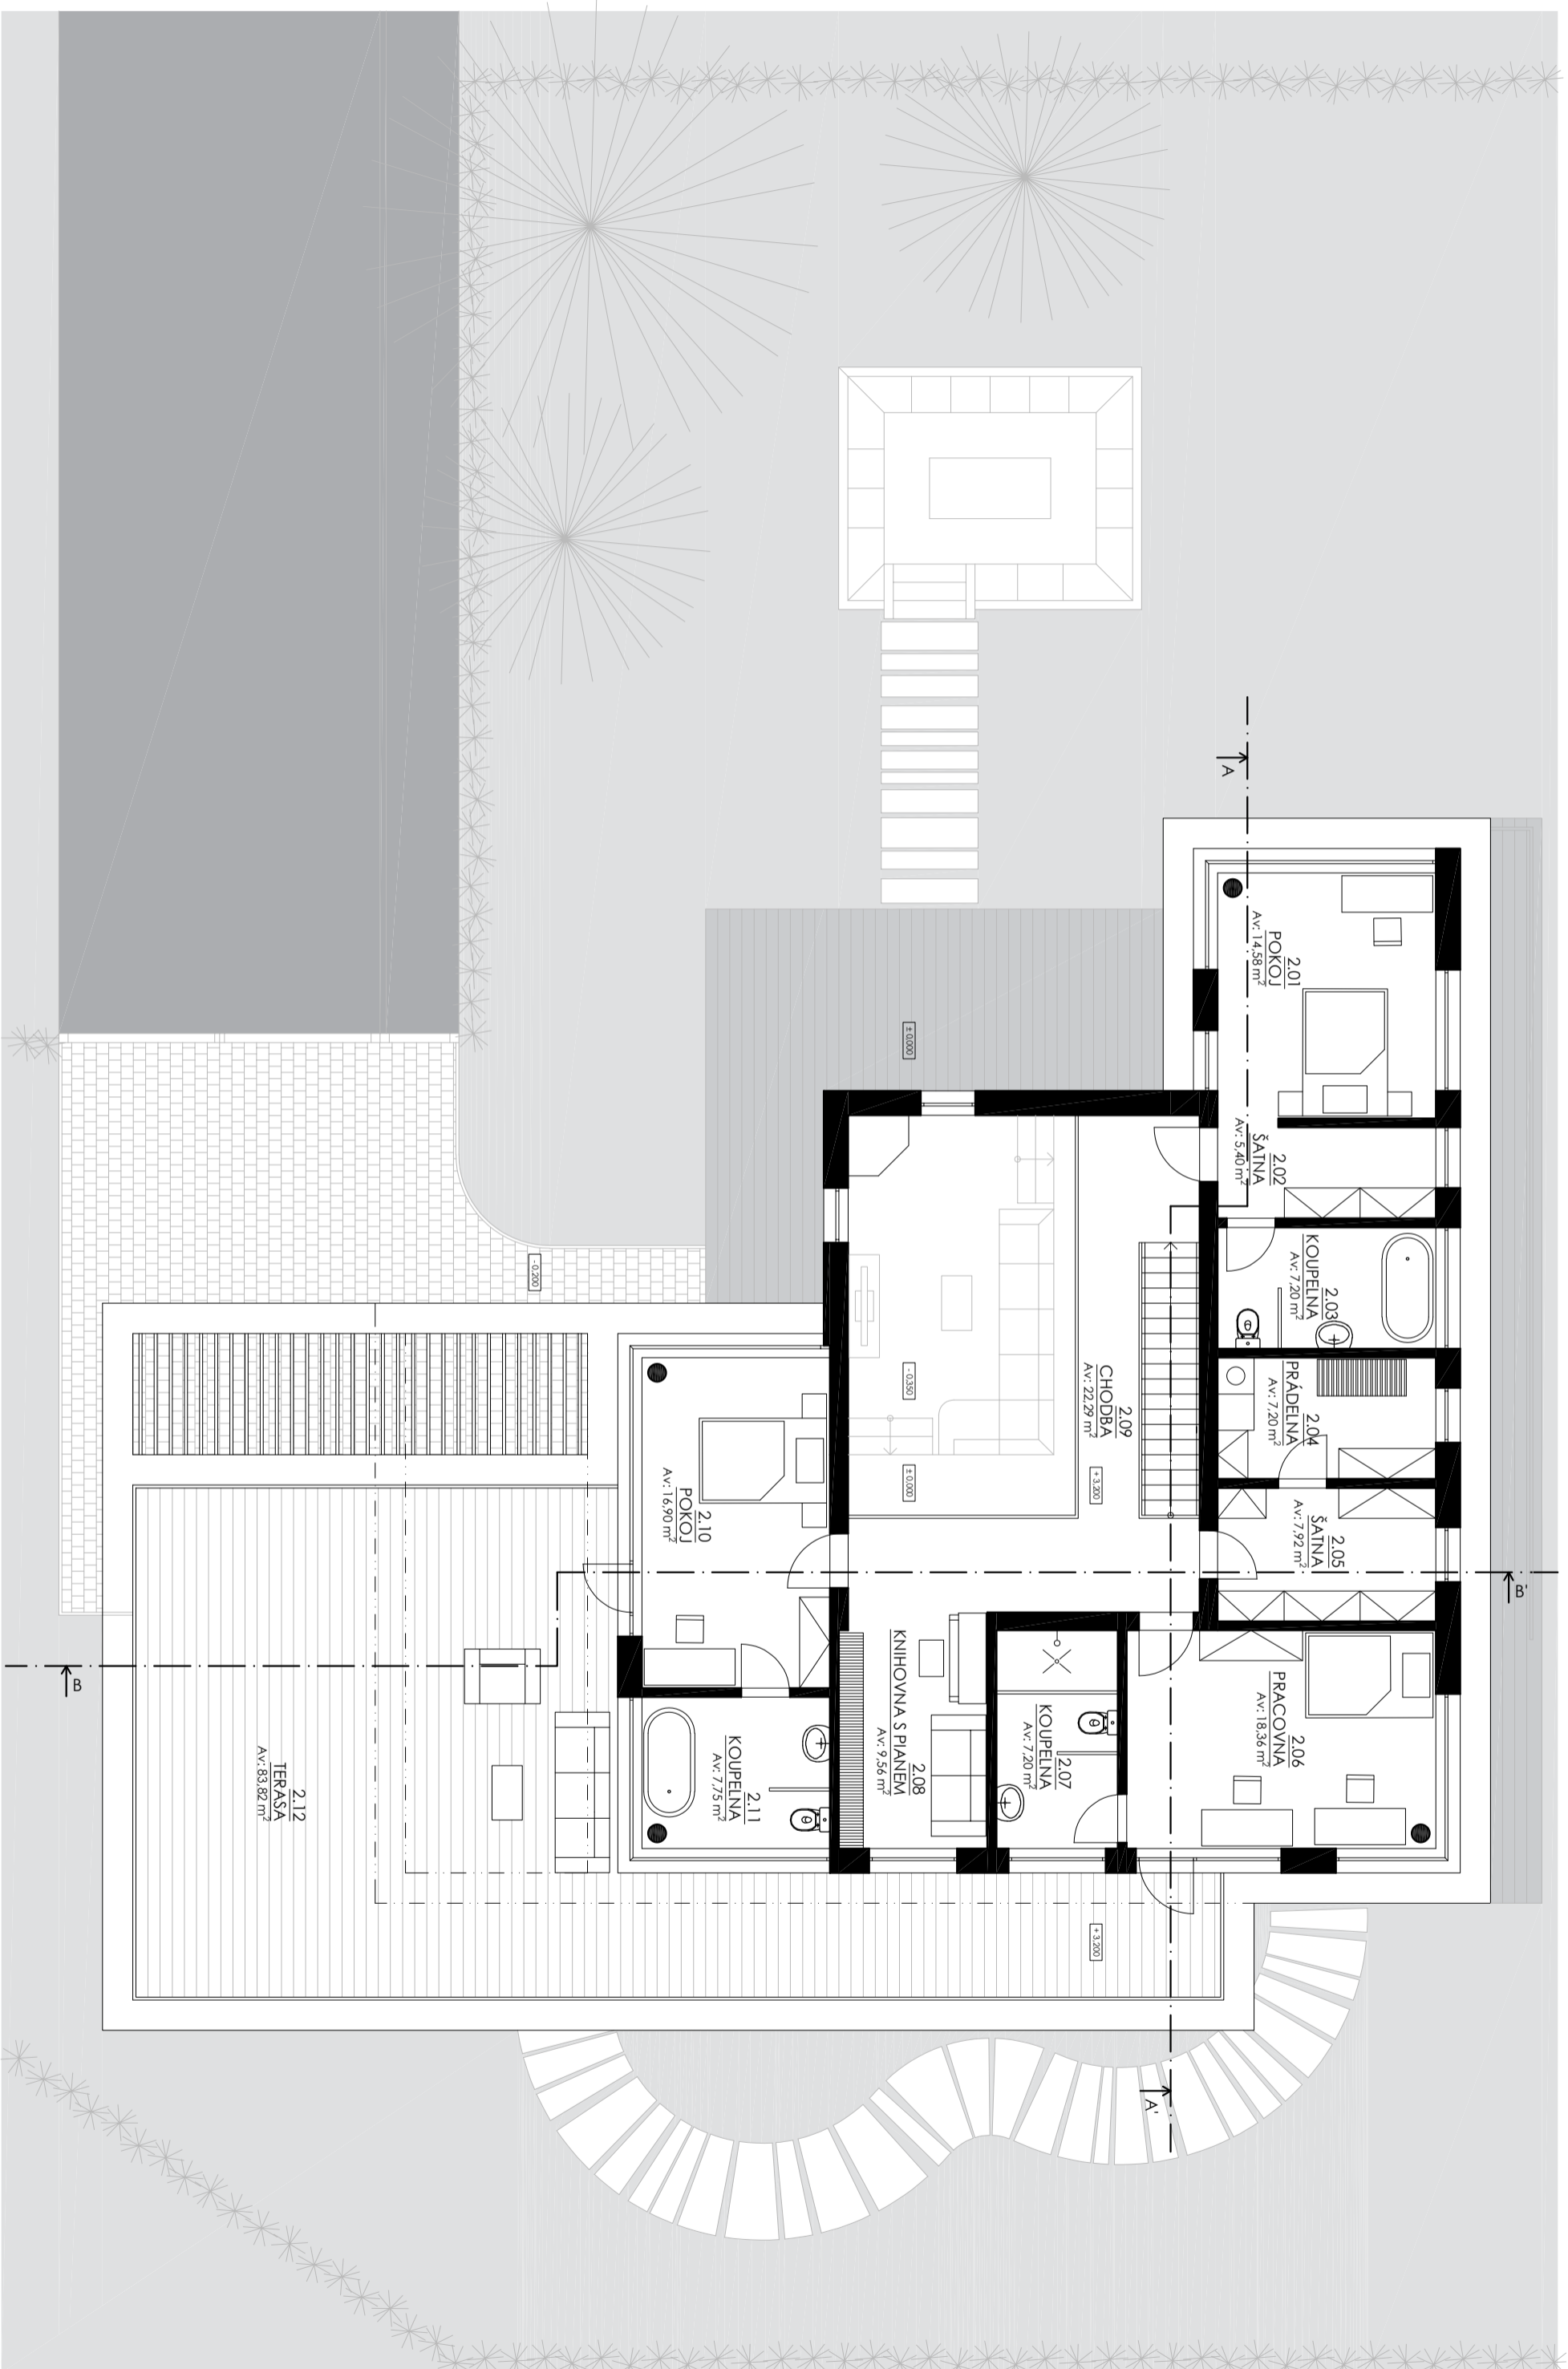 A
2.01
POKOJ
Av: 14,58 m²
2.02
ŠATNA
Av: 5,40 m²
2.03
KOUPELNA
Av: 7,20 m²
2.04
PRÁDELNA
Av: 7,20 m²
2.05
ŠATNA
Av: 7,92 m²
B'
2.06
PRACOVNA
Av: 18,36 m²
2.07
KOUPELNA
Av: 7,20 m²
2.08
KNIHOVNA S PIANEM
Av: 9,56 m²
2.09
CHODBA
Av: 22,29 m²
+ 3,200
± 0,000
- 0,350
± 0,000
- 0,200
2.10
POKOJ
Av: 16,90 m²
2.11
KOUPELNA
Av: 7,75 m²
2.12
TERASA
Av: 83,82 m²
+ 3,200
B
A'